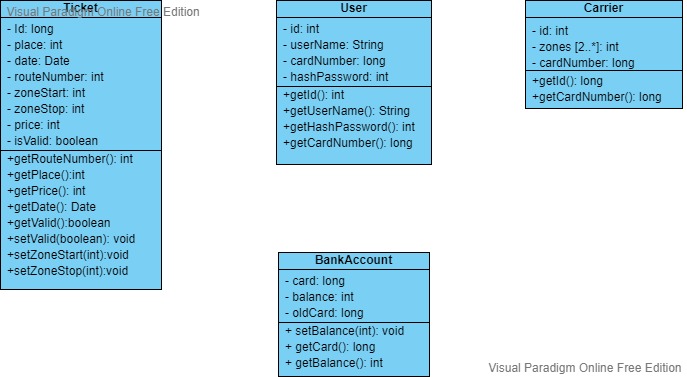 Visual Paradigm Online Free Edition
Ticket
- Id: long
- place: int
- date: Date
- routeNumber: int
- zoneStart: int
- zoneStop: int
- price: int
- isValid: boolean
+getRouteNumber(): int
+getPlace():int
+getPrice(): int
+getDate(): Date
+getValid():boolean
+setValid(boolean): void
+setZoneStart(int):void
+setZoneStop(int):void
User
- id: int
- userName: String
- cardNumber: long
- hashPassword: int
+getId(): int
+getUserName(): String
+getHashPassword(): int
+getCardNumber(): long
Carrier
- id: int
- zones [2..*]: int
- cardNumber: long
+getId(): long
+getCardNumber(): long
BankAccount
- card: long
- balance: int
- oldCard: long
+ setBalance(int): void
+ getCard(): long
+ getBalance(): int
Visual Paradigm Online Free Edition